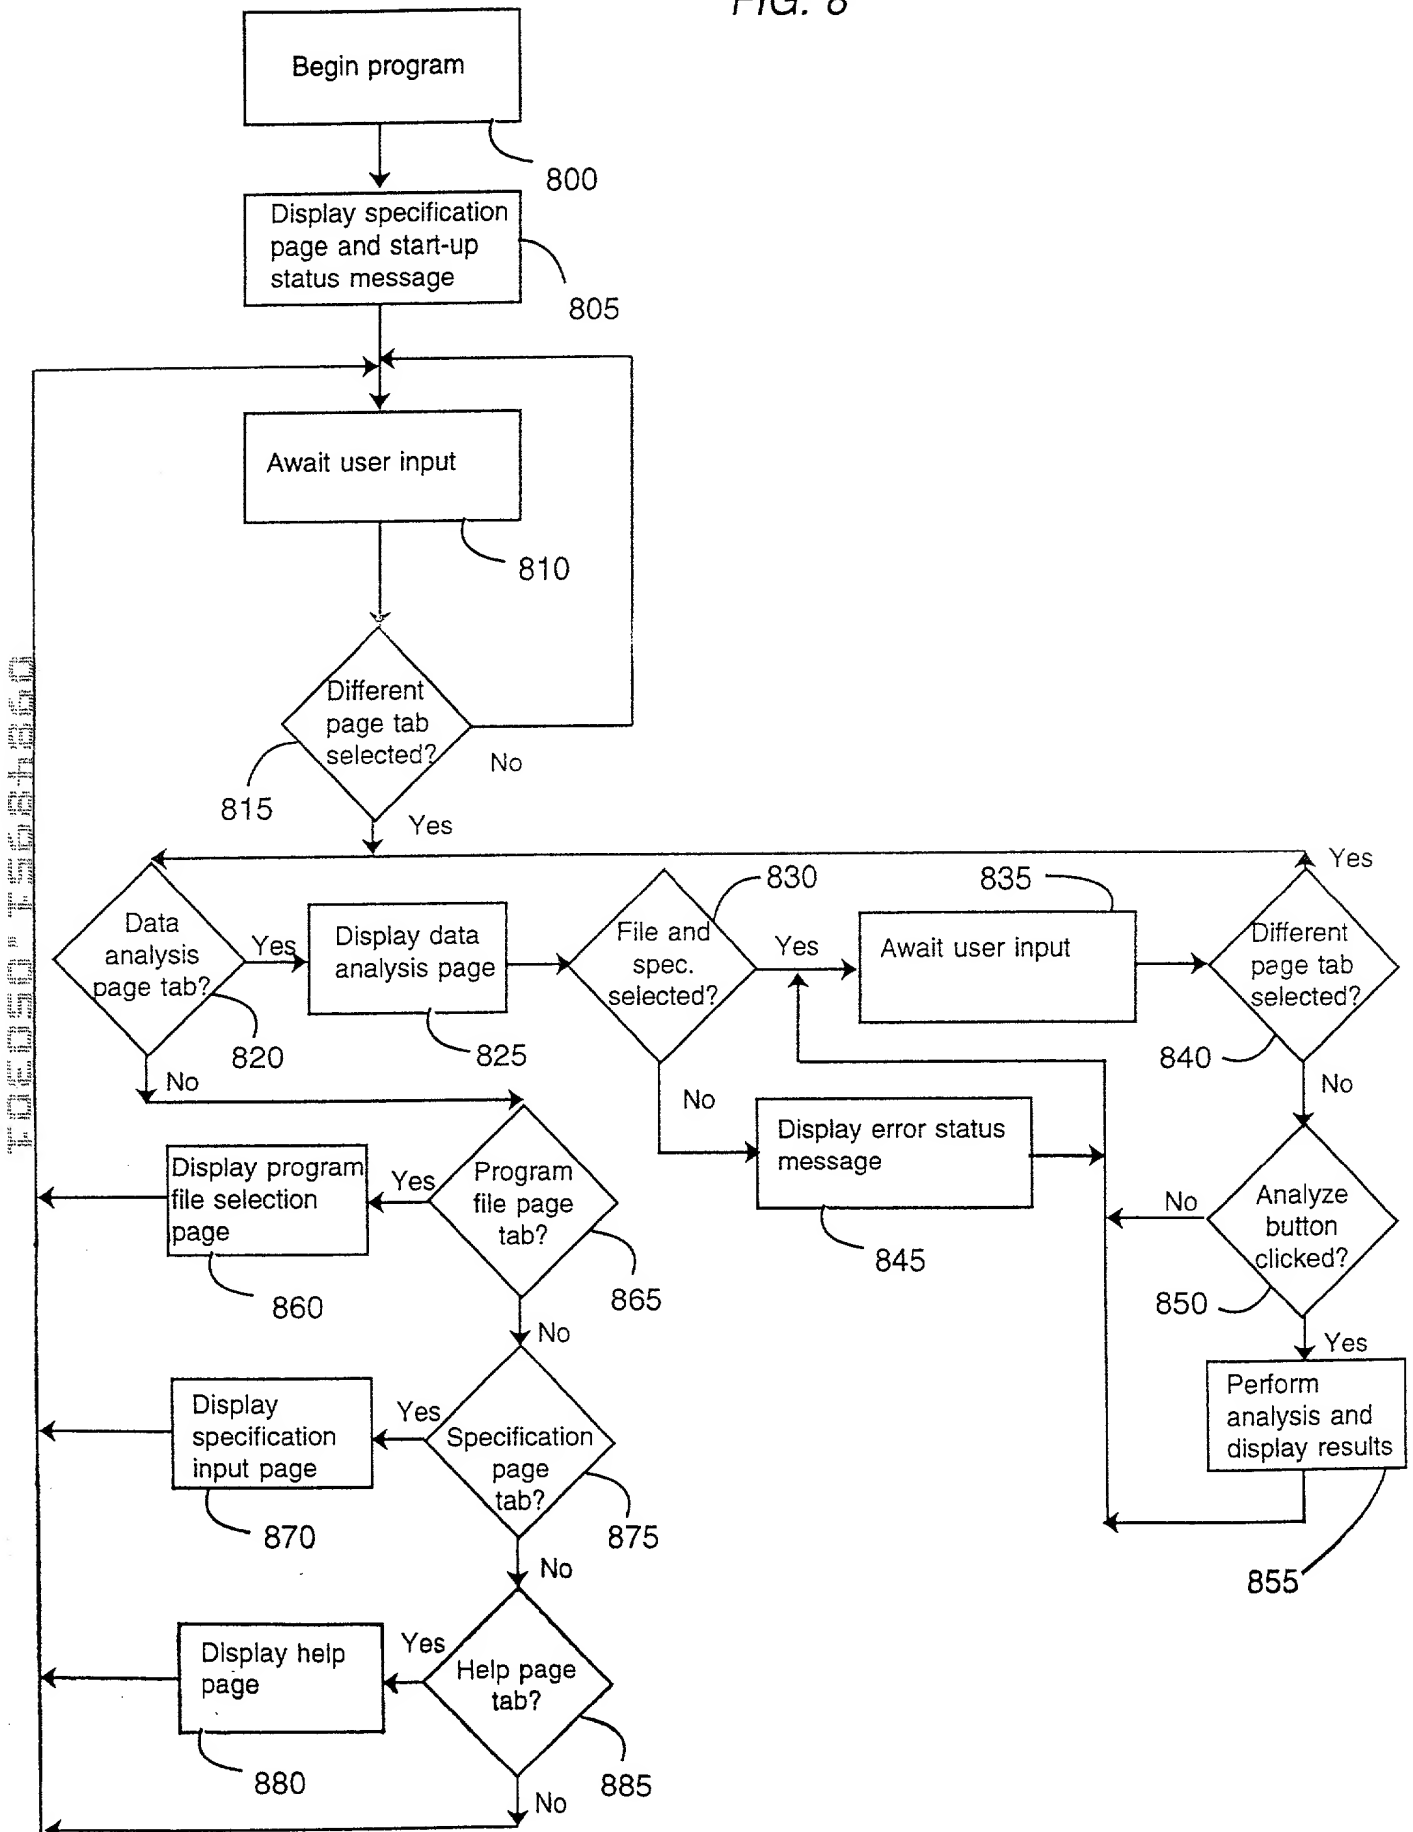 FIG. 8
Begin program
800
Display specification
page and start-up
status message
805
Await user input
810
Different
page tab
selected?
No
815
Yes
Yes
830
835
Data
analysis
page tab?
Yes
Display data
analysis page
File and
spec.
selected?
Yes
Await user input
Different
page tab
selected?
820
825
840
No
No
No
Display error status
message
Display program
file selection
page
Yes
Program
file page
tab?
No
Analyze
button
clicked?
845
860
865
850
No
Yes
Display
specification
input page
Yes
Specification
page
tab?
Perform
analysis and
display results
870
875
855
No
Display help
page
Yes
Help page
tab?
880
885
No